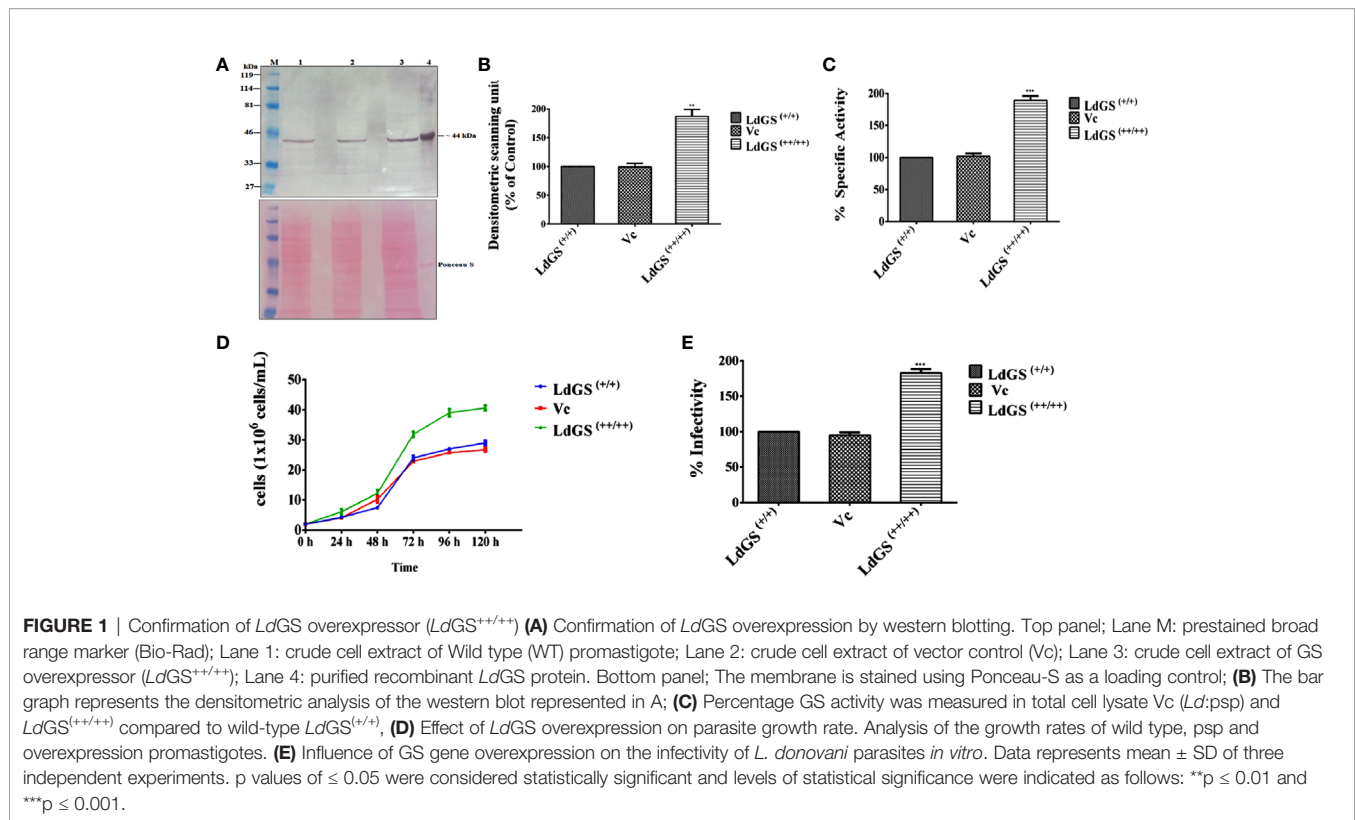 A
kDa M 1 2 3 4
119
114
81
46
33
27
~ 44 kDa
Ponceau S
B
Densitometric scanning unit
(% of Control)
200
150
100
50
0
**
LdGS (+/+)
Vc
LdGS (++/++)
LdGS (+/+)
Vc
LdGS (++/++)
C
% Specific Activity
200
150
100
50
0
***
LdGS (+/+)
Vc
LdGS (++/++)
LdGS (+/+)
Vc
LdGS (++/++)
D
cells (1x10⁶ cells/mL)
50
40
30
20
10
0
0 h 24 h 48 h 72 h 96 h 120 h
Time
LdGS (+/+)
Vc
LdGS (++/++)
E
% Infectivity
200
150
100
50
0
***
LdGS (+/+)
Vc
LdGS (++/++)
LdGS (+/+)
Vc
LdGS (++/++)
FIGURE 1 | Confirmation of LdGS overexpressor (LdGS++/++) (A) Confirmation of LdGS overexpression by western blotting. Top panel; Lane M: prestained broad
range marker (Bio-Rad); Lane 1: crude cell extract of Wild type (WT) promastigote; Lane 2: crude cell extract of vector control (Vc); Lane 3: crude cell extract of GS
overexpressor (LdGS++/++); Lane 4: purified recombinant LdGS protein. Bottom panel; The membrane is stained using Ponceau-S as a loading control; (B) The bar
graph represents the densitometric analysis of the western blot represented in A; (C) Percentage GS activity was measured in total cell lysate Vc (Ld:psp) and
LdGS(++/++) compared to wild-type LdGS(+/+), (D) Effect of LdGS overexpression on parasite growth rate. Analysis of the growth rates of wild type, psp and
overexpression promastigotes. (E) Influence of GS gene overexpression on the infectivity of L. donovani parasites in vitro. Data represents mean ± SD of three
independent experiments. p values of ≤ 0.05 were considered statistically significant and levels of statistical significance were indicated as follows: **p ≤ 0.01 and
***p ≤ 0.001.